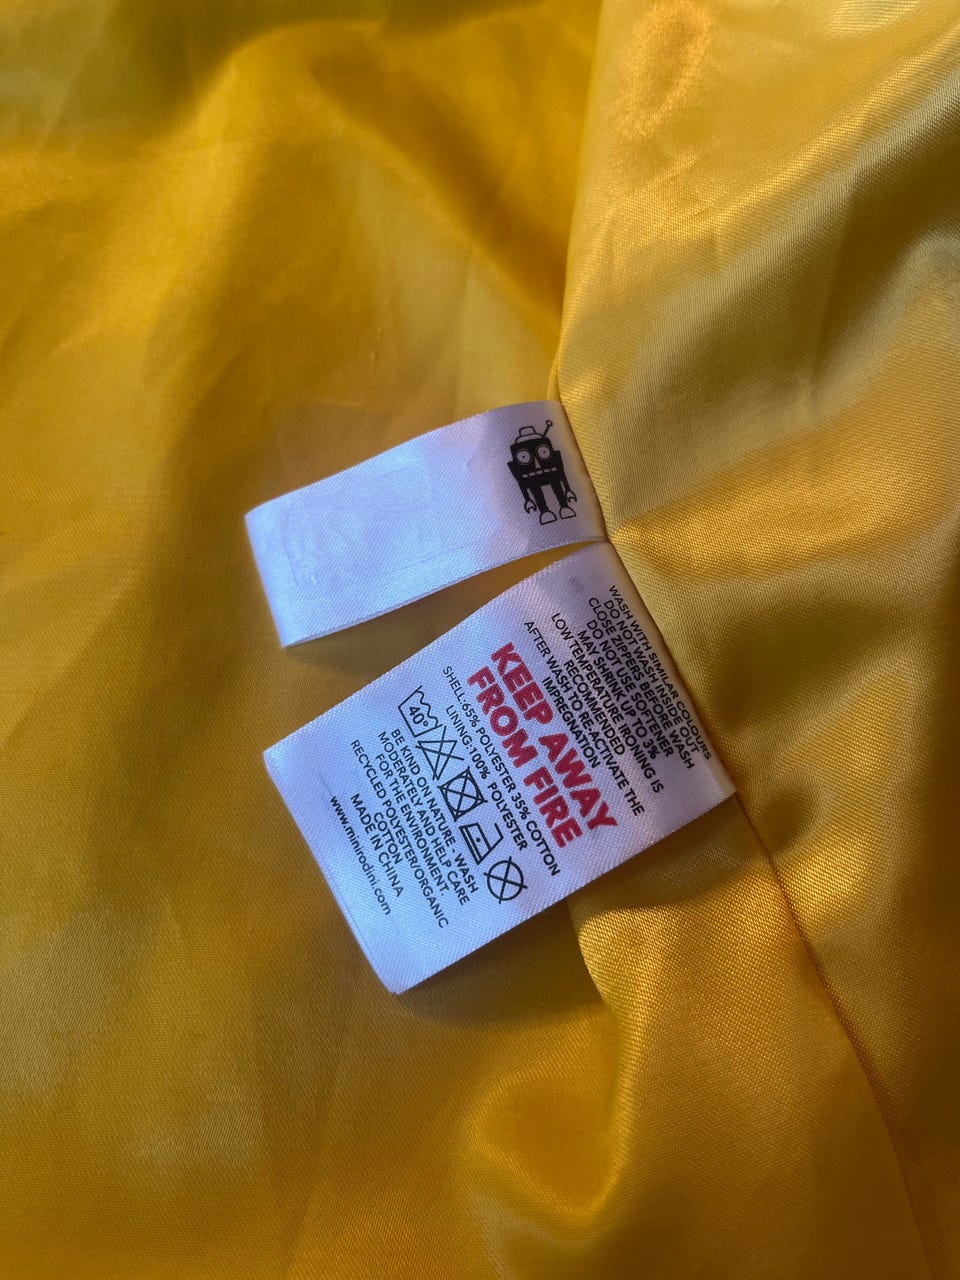 WASH WITH SIMILAR COLOURS
DO NOT WASH INSIDE OUT
CLOSE ZIPPERS BEFORE WASH
DO NOT USE SOFTENER
MAY SHRINK UP TO 3%
LOW TEMPERATURE IRONING IS
RECOMMENDED
AFTER WASH TO RE-ACTIVATE THE
IMPEGNATION
KEEP AWAY
FROM FIRE
SHELL:65% POLYESTER 35% COTTON
LINING:100% POLYESTER
40°
BE KIND ON NATURE - WASH
MODERATELY AND HELP CARE
FOR THE ENVIRONMENT.
RECYCLED POLYESTER/ORGANIC
COTTON
MADE IN CHINA
www.minirodini.com